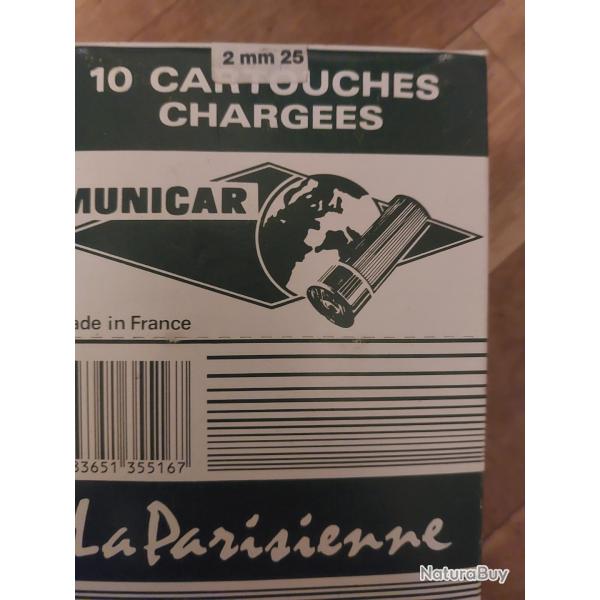 2 mm 25
10 CARTOUCHES
CHARGEES
MUNICAR
ade in France
33651 355167
La Parisienne
NaturaBuy